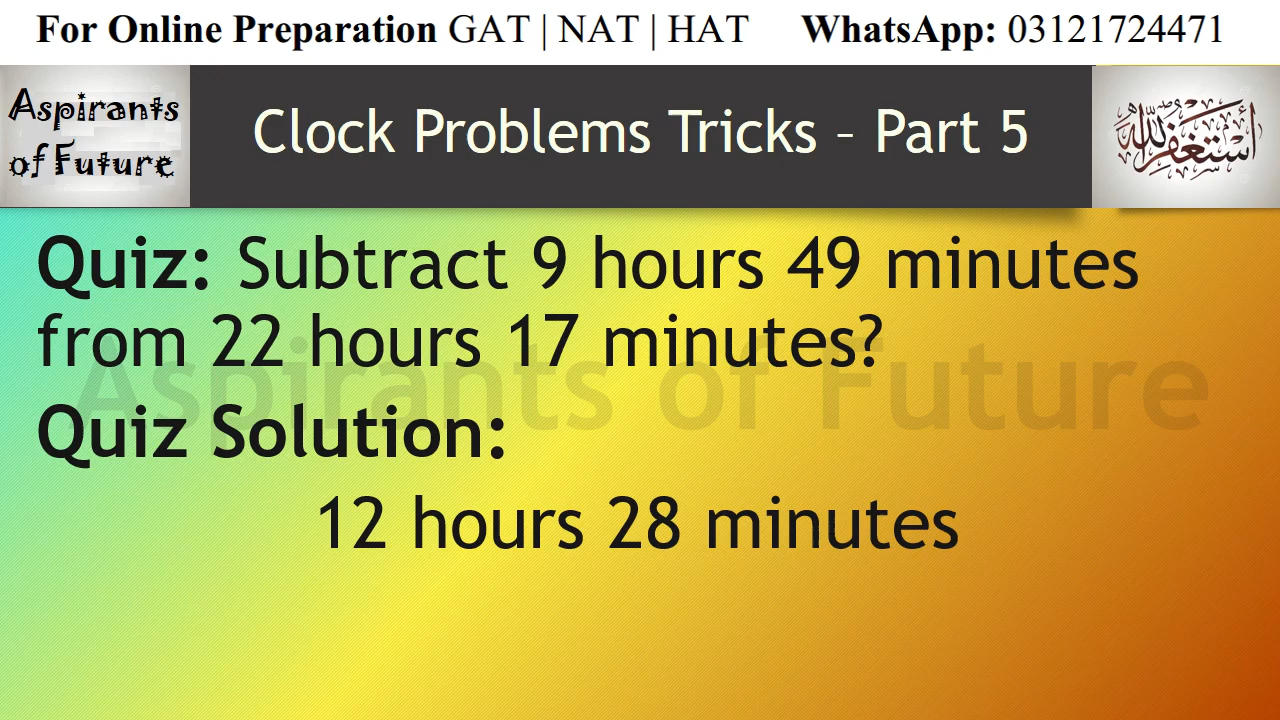 For Online Preparation GAT | NAT | HAT WhatsApp: 03121724471
Aspirants
of Future
Clock Problems Tricks – Part 5
أستغفر الله
Quiz: Subtract 9 hours 49 minutes
from 22 hours 17 minutes?
Aspirants of Future
Quiz Solution:
12 hours 28 minutes